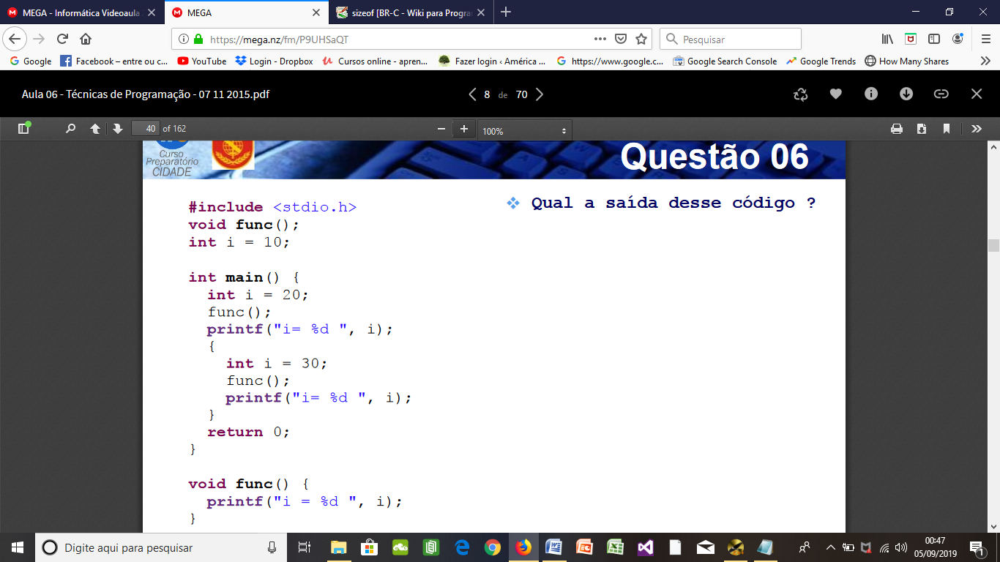 MEGA - Informática Videoaula
MEGA
sizeof [BR-C - Wiki para Progra
https://mega.nz/fm/P9UHSaQT
Pesquisar
Google
Facebook – entre ou c...
YouTube
Login - Dropbox
Cursos online - apren...
Fazer login ‹ América ...
https://www.google.c...
Google Search Console
Google Trends
How Many Shares
Aula 06 - Técnicas de Programação - 07 11 2015.pdf
8 de 70
40 of 162
100%
Curso
Preparatório
CIDADE
Questão 06
Qual a saída desse código ?
#include <stdio.h>
void func();
int i = 10;
int main() {
int i = 20;
func();
printf("i= %d ", i);
{
int i = 30;
func();
printf("i= %d ", i);
}
return 0;
}
void func() {
printf("i = %d ", i);
}
Digite aqui para pesquisar
00:47
05/09/2019
1